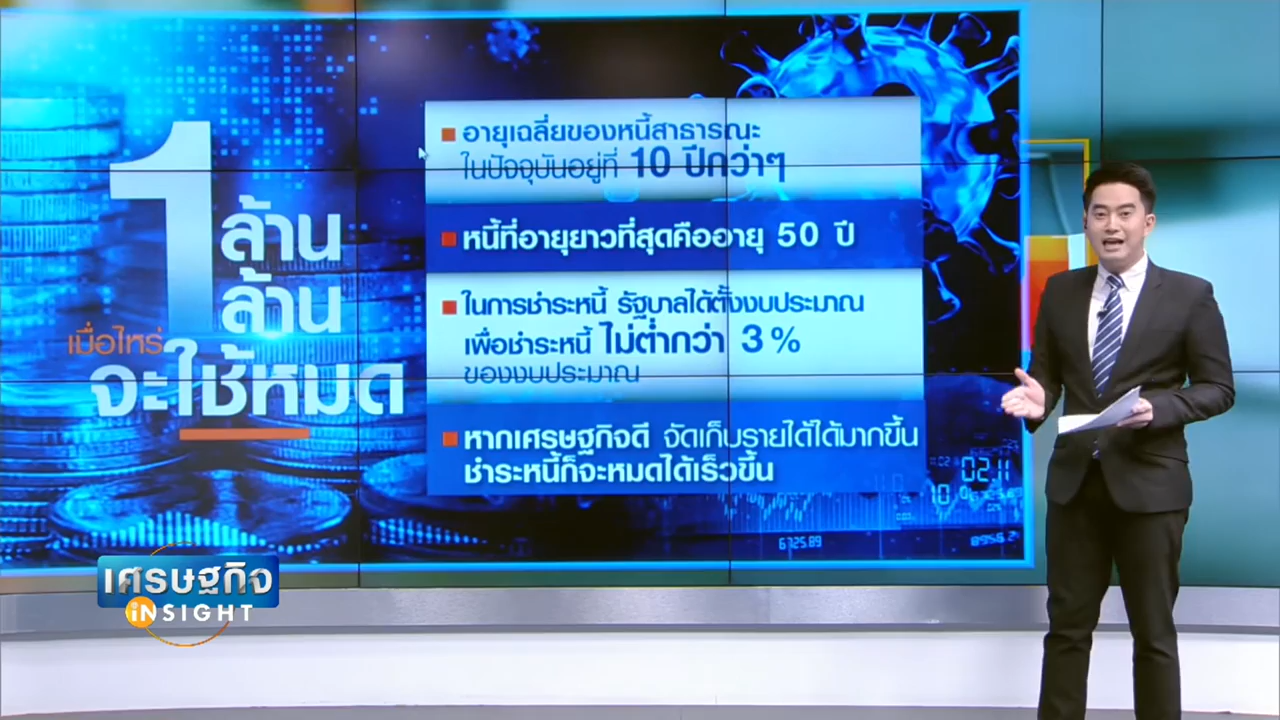 1
ล้าน
ล้าน
เมื่อไหร่
จะใช้หมด
อายุเฉลี่ยของหนี้สาธารณะ
ในปัจจุบันอยู่ที่ 10 ปีกว่าๆ
หนี้ที่อายุยาวที่สุดคืออายุ 50 ปี
ในการชำระหนี้ รัฐบาลได้ตั้งงบประมาณ
เพื่อชำระหนี้ ไม่ต่ำกว่า 3 %
ของงบประมาณ
หากเศรษฐกิจดี จัดเก็บรายได้ได้มากขึ้น
ชำระหนี้ก็จะหมดได้เร็วขึ้น
02.11
6725.89
เศรษฐกิจ
iNSIGHT